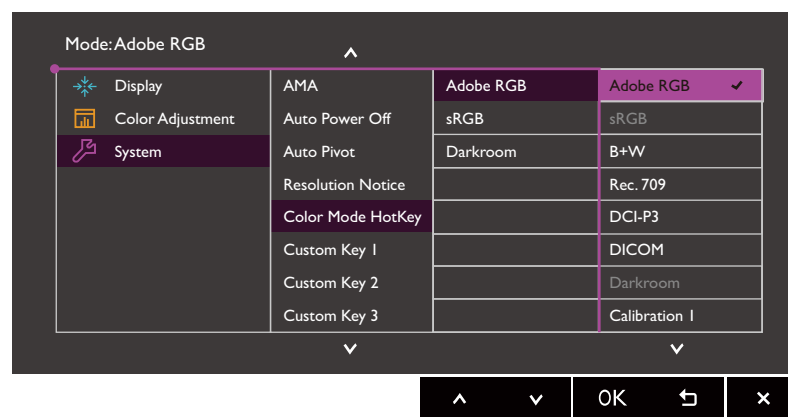 Mode: Adobe RGB
Display AMA Adobe RGB Adobe RGB
Color Adjustment Auto Power Off sRGB sRGB
System Auto Pivot Darkroom B+W
Resolution Notice Rec. 709
Color Mode HotKey DCI-P3
Custom Key 1 DICOM
Custom Key 2 Darkroom
Custom Key 3 Calibration 1
OK